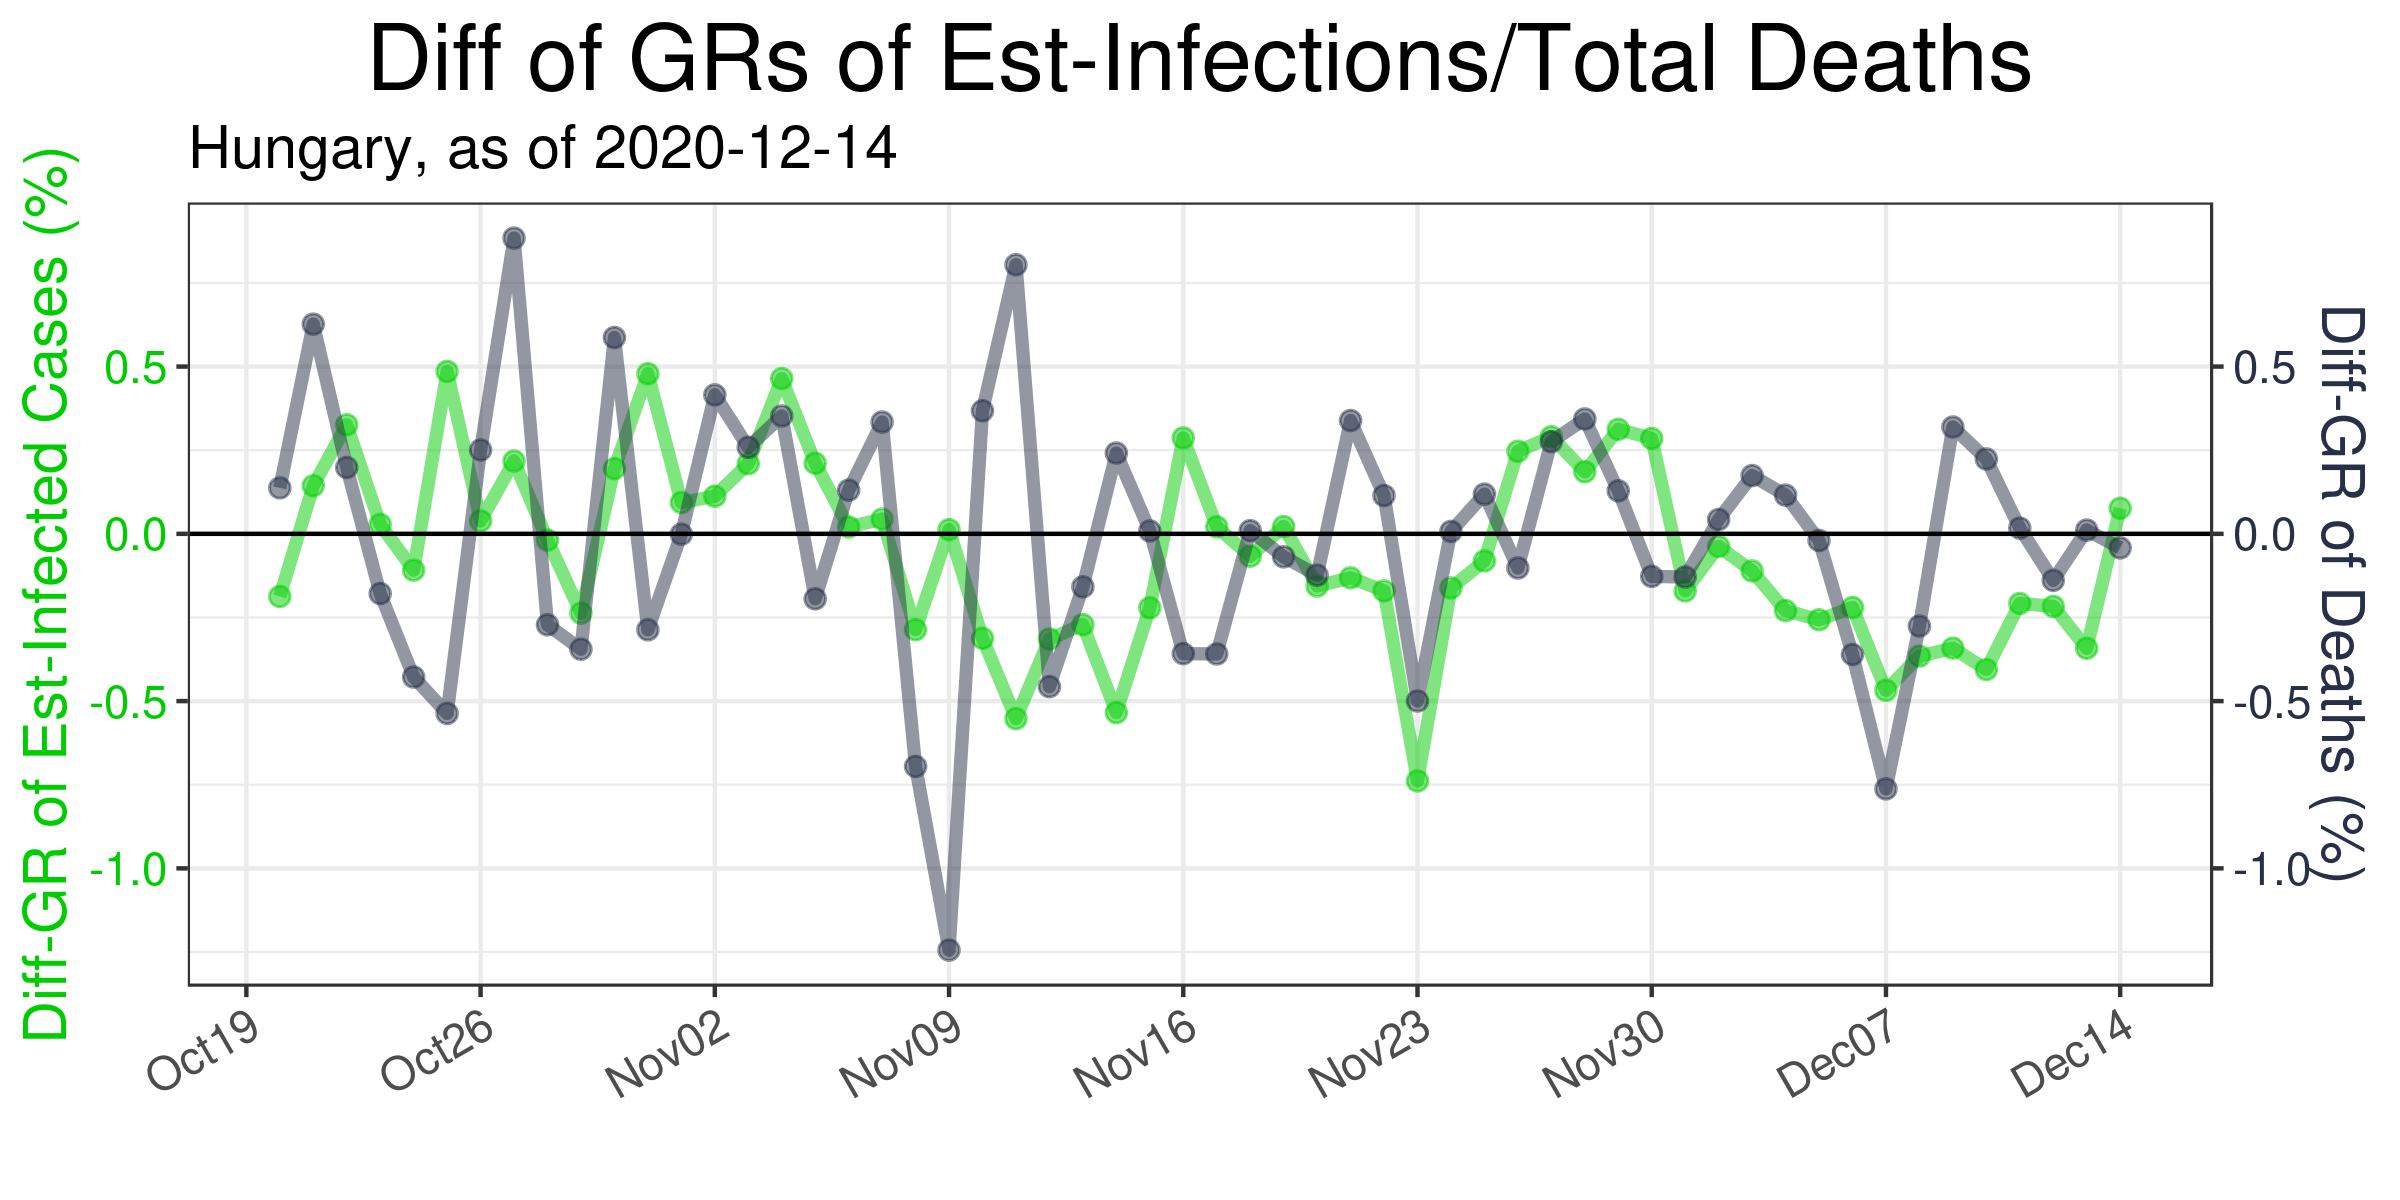 Diff of GRs of Est-Infections/Total Deaths
Hungary, as of 2020-12-14
Diff-GR of Est-Infected Cases (%)
0.5
0.0
-0.5
-1.0
0.5
0.0
-0.5
-1.0
Diff-GR of Deaths (%)
Oct19
Oct26
Nov02
Nov09
Nov16
Nov23
Nov30
Dec07
Dec14